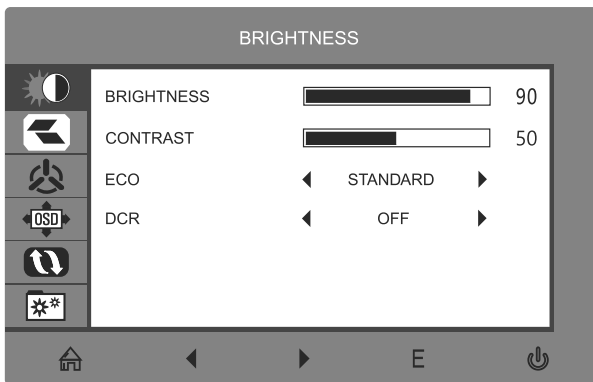 BRIGHTNESS
BRIGHTNESS 90
CONTRAST 50
ECO STANDARD
OSD
DCR OFF
E